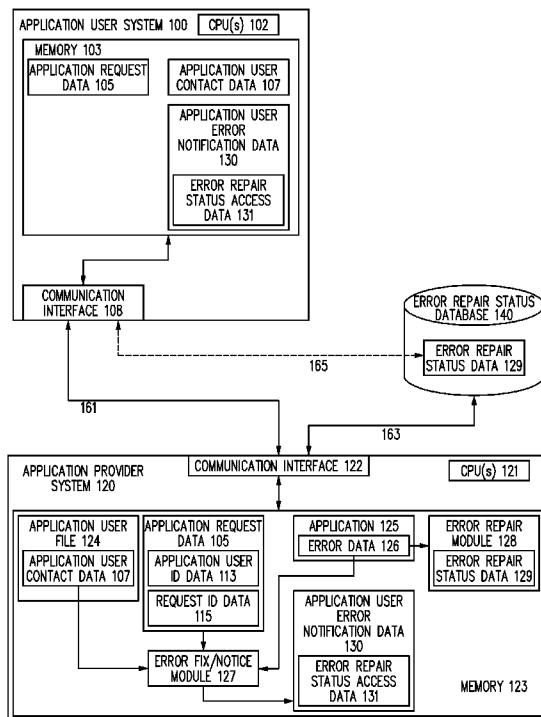 APPLICATION USER SYSTEM 100
CPU(s) 102
MEMORY 103
APPLICATION REQUEST
DATA 105
APPLICATION USER
CONTACT DATA 107
APPLICATION USER
ERROR
NOTIFICATION DATA
130
ERROR REPAIR
STATUS ACCESS
DATA 131
COMMUNICATION
INTERFACE 108
ERROR REPAIR STATUS
DATABASE 140
ERROR REPAIR
STATUS DATA 129
165
161
163
COMMUNICATION INTERFACE 122
APPLICATION PROVIDER
SYSTEM 120
CPU(s) 121
APPLICATION USER
FILE 124
APPLICATION USER
CONTACT DATA 107
APPLICATION REQUEST
DATA 105
APPLICATION USER
ID DATA 113
REQUEST ID DATA
115
APPLICATION 125
ERROR DATA 126
ERROR REPAIR
MODULE 128
ERROR REPAIR
STATUS DATA 129
ERROR FIX/NOTICE
MODULE 127
APPLICATION USER
ERROR
NOTIFICATION DATA
130
ERROR REPAIR
STATUS ACCESS
DATA 131
MEMORY 123